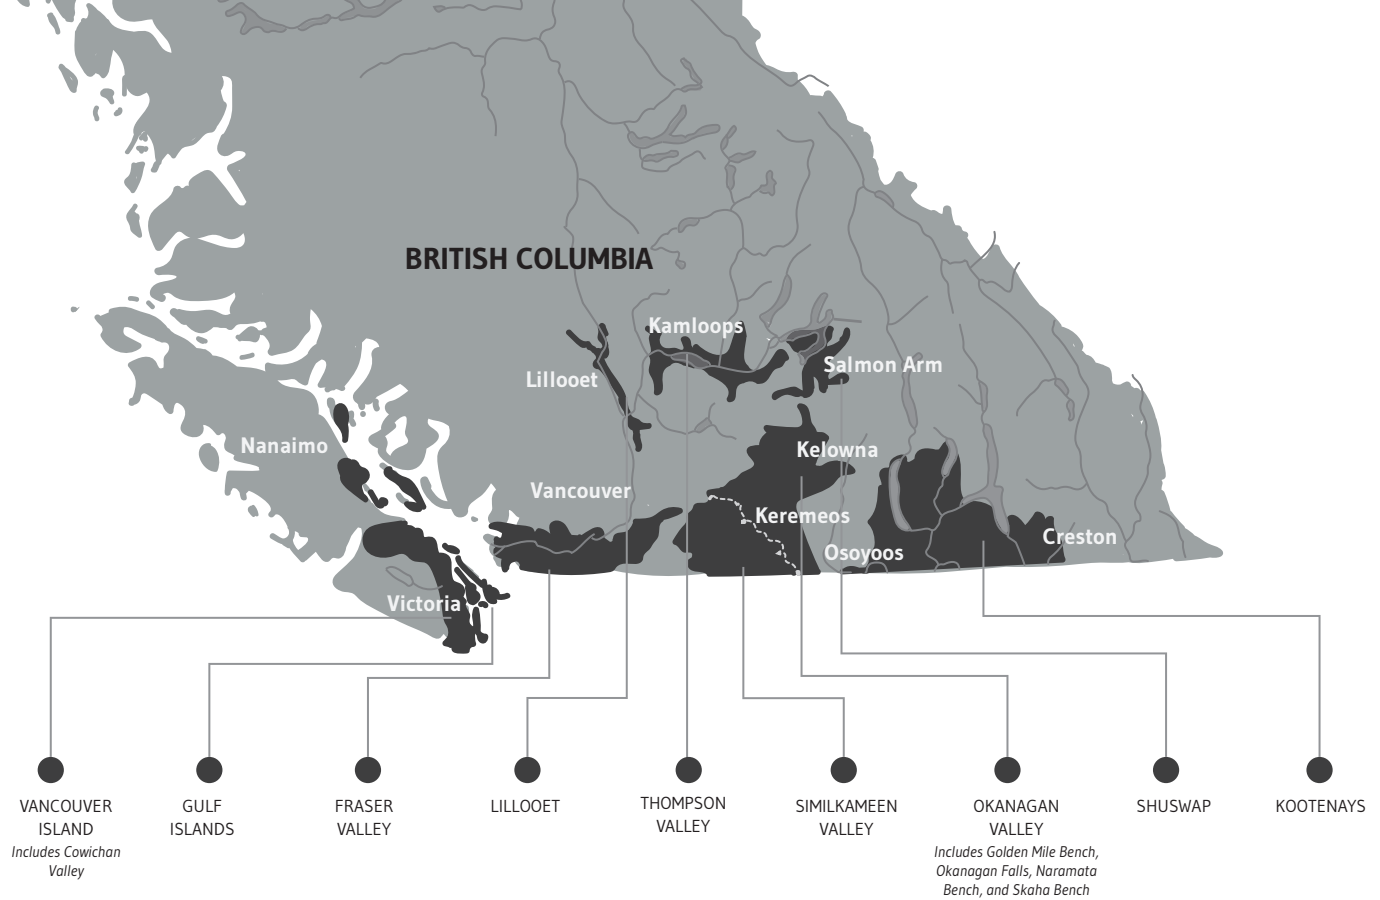 BRITISH COLUMBIA
Kamloops
Salmon Arm
Lillooet
Nanaimo
Kelowna
Vancouver
Keremeos
Creston
Osoyoos
Victoria
VANCOUVER
ISLAND
Includes Cowichan
Valley
GULF
ISLANDS
FRASER
VALLEY
LILLOOET
THOMPSON
VALLEY
SIMILKAMEEN
VALLEY
OKANAGAN
VALLEY
Includes Golden Mile Bench,
Okanagan Falls, Naramata
Bench, and Skaha Bench
SHUSWAP
KOOTENAYS